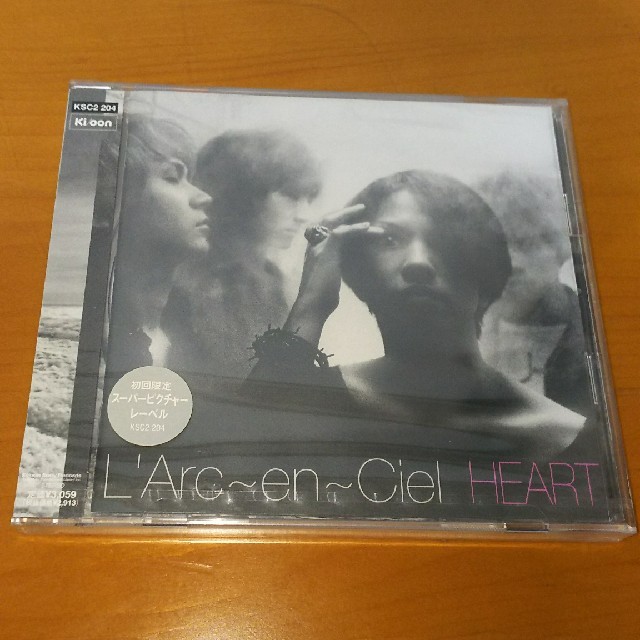 KSC2 204
Ki/oon
初回限定
スーパーピクチャー
レーベル
KSC2 204
L'Arc~en~Ciel HEART